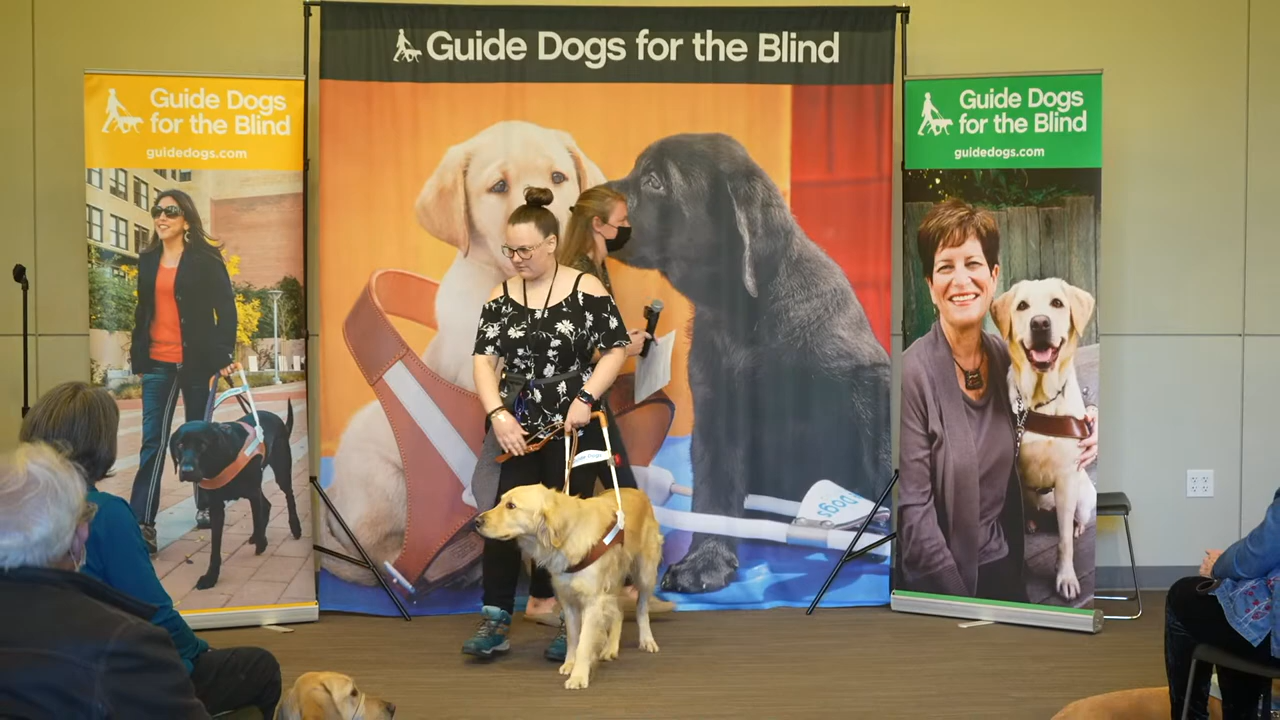 Guide Dogs for the Blind
Guide Dogs
for the Blind
guidedogs.com
Guide Dogs
for the Blind
guidedogs.com
Dogs